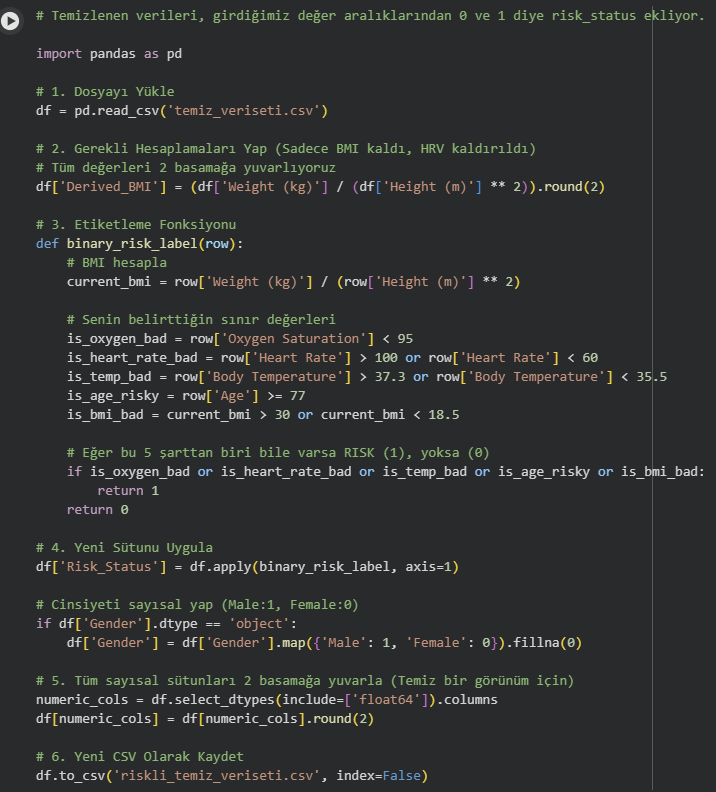 # Temizlenen verileri, girdiğimiz değer aralıklarından 0 ve 1 diye risk_status ekliyor.
import pandas as pd
# 1. Dosyayı Yükle
df = pd.read_csv('temiz_veriseti.csv')
# 2. Gerekli Hesaplamaları Yap (Sadece BMI kaldı, HRV kaldırıldı)
# Tüm değerleri 2 basamağa yuvarlıyoruz
df['Derived_BMI'] = (df['Weight (kg)'] / (df['Height (m)'] ** 2)).round(2)
# 3. Etiketleme Fonksiyonu
def binary_risk_label(row):
    # BMI hesapla
    current_bmi = row['Weight (kg)'] / (row['Height (m)'] ** 2)
    # Senin belirttiğin sınır değerleri
    is_oxygen_bad = row['Oxygen Saturation'] < 95
    is_heart_rate_bad = row['Heart Rate'] > 100 or row['Heart Rate'] < 60
    is_temp_bad = row['Body Temperature'] > 37.3 or row['Body Temperature'] < 35.5
    is_age_risky = row['Age'] >= 77
    is_bmi_bad = current_bmi > 30 or current_bmi < 18.5
    # Eğer bu 5 şarttan biri bile varsa RISK (1), yoksa (0)
    if is_oxygen_bad or is_heart_rate_bad or is_temp_bad or is_age_risky or is_bmi_bad:
        return 1
    return 0
# 4. Yeni Sütunu Uygula
df['Risk_Status'] = df.apply(binary_risk_label, axis=1)
# Cinsiyeti sayısal yap (Male:1, Female:0)
if df['Gender'].dtype == 'object':
    df['Gender'] = df['Gender'].map({'Male': 1, 'Female': 0}).fillna(0)
# 5. Tüm sayısal sütunları 2 basamağa yuvarla (Temiz bir görünüm için)
numeric_cols = df.select_dtypes(include=['float64']).columns
df[numeric_cols] = df[numeric_cols].round(2)
# 6. Yeni CSV Olarak Kaydet
df.to_csv('riskli_temiz_veriseti.csv', index=False)